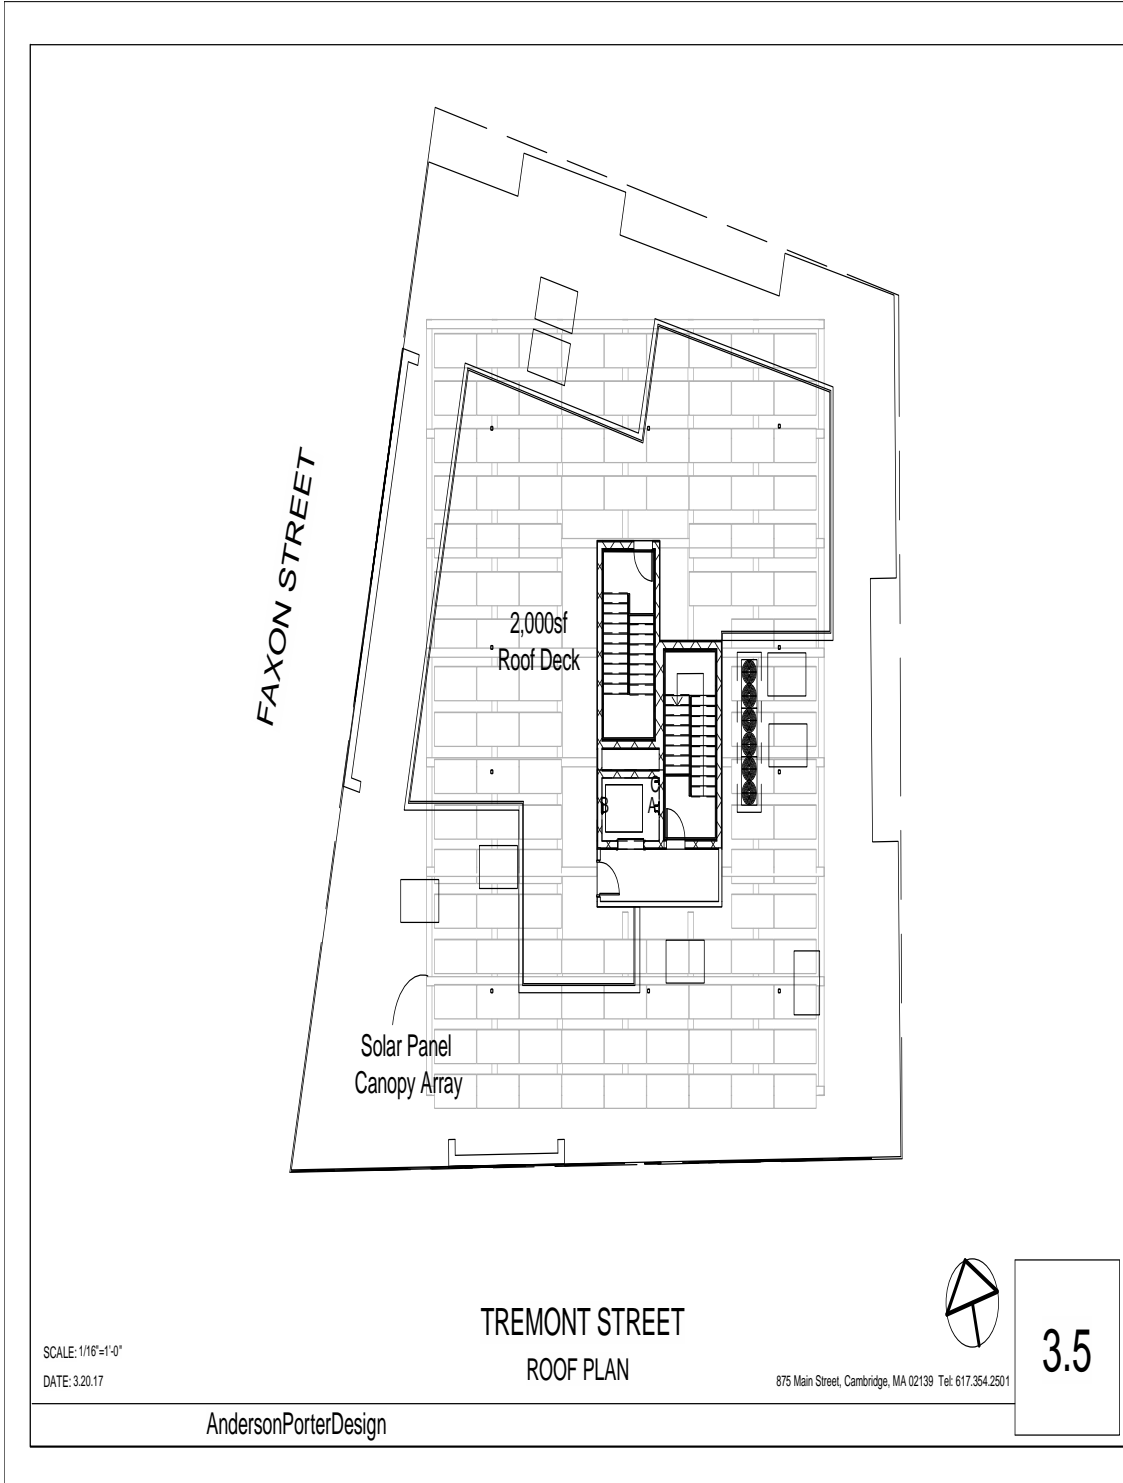 FAXON STREET
2,000sf
Roof Deck
Solar Panel
Canopy Array
TREMONT STREET
ROOF PLAN
SCALE: 1/16"=1'-0"
DATE: 3.20.17
875 Main Street, Cambridge, MA 02139 Tel: 617.354.2501
3.5
AndersonPorterDesign